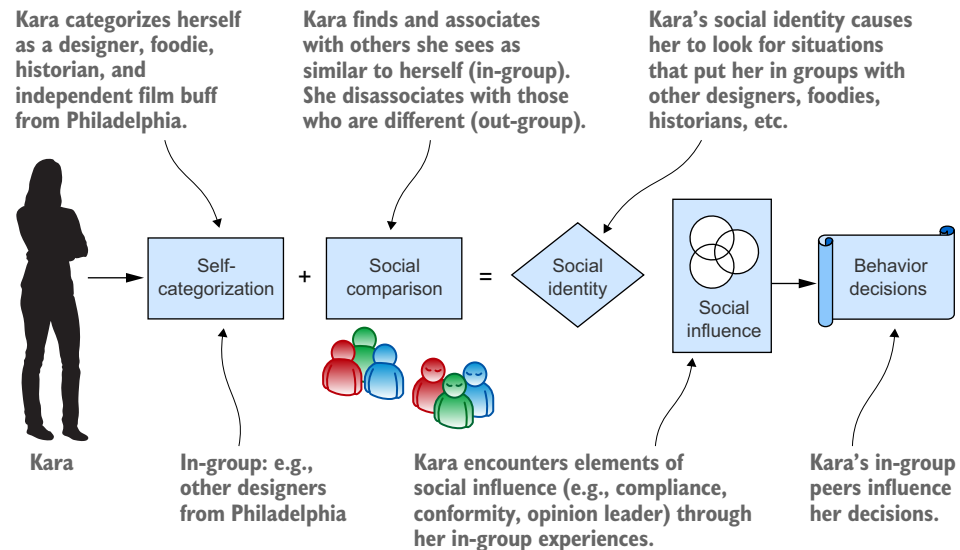 Kara categorizes herself
as a designer, foodie,
historian, and
independent film buff
from Philadelphia.
Kara finds and associates
with others she sees as
similar to herself (in-group).
She disassociates with those
who are different (out-group).
Kara’s social identity causes
her to look for situations
that put her in groups with
other designers, foodies,
historians, etc.
Self-
categorization
+
Social
comparison
=
Social
identity
Social
influence
Behavior
decisions
Kara
In-group: e.g.,
other designers
from Philadelphia
Kara encounters elements of
social influence (e.g., compliance,
conformity, opinion leader) through
her in-group experiences.
Kara’s in-group
peers influence
her decisions.